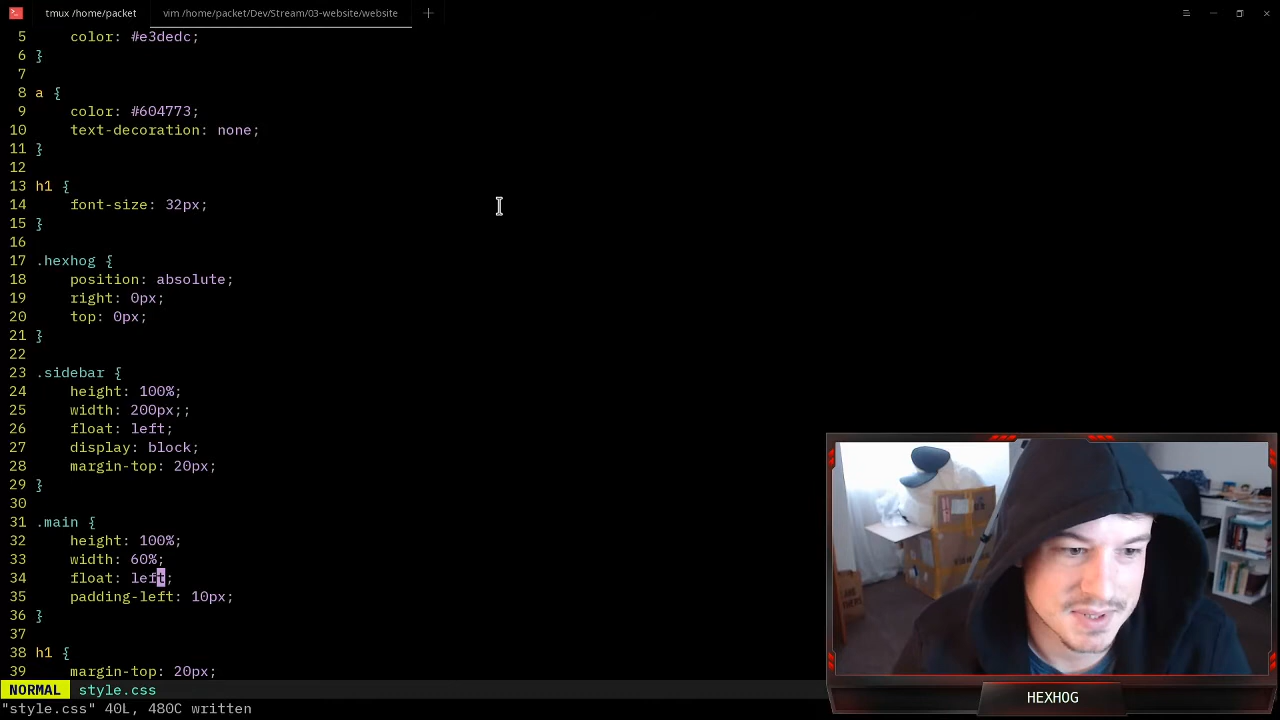 tmux /home/packet
vim /home/packet/Dev/Stream/03-website/website
5 color: #e3dedc;
6 }
7
8 a {
9 color: #604773;
10 text-decoration: none;
11 }
12
13 h1 {
14 font-size: 32px;
15 }
16
17 .hexhog {
18 position: absolute;
19 right: 0px;
20 top: 0px;
21 }
22
23 .sidebar {
24 height: 100%;
25 width: 200px;;
26 float: left;
27 display: block;
28 margin-top: 20px;
29 }
30
31 .main {
32 height: 100%;
33 width: 60%;
34 float: left;
35 padding-left: 10px;
36 }
37
38 h1 {
39 margin-top: 20px;
NORMAL style.css
"style.css" 40L, 480C written
HEXHOG